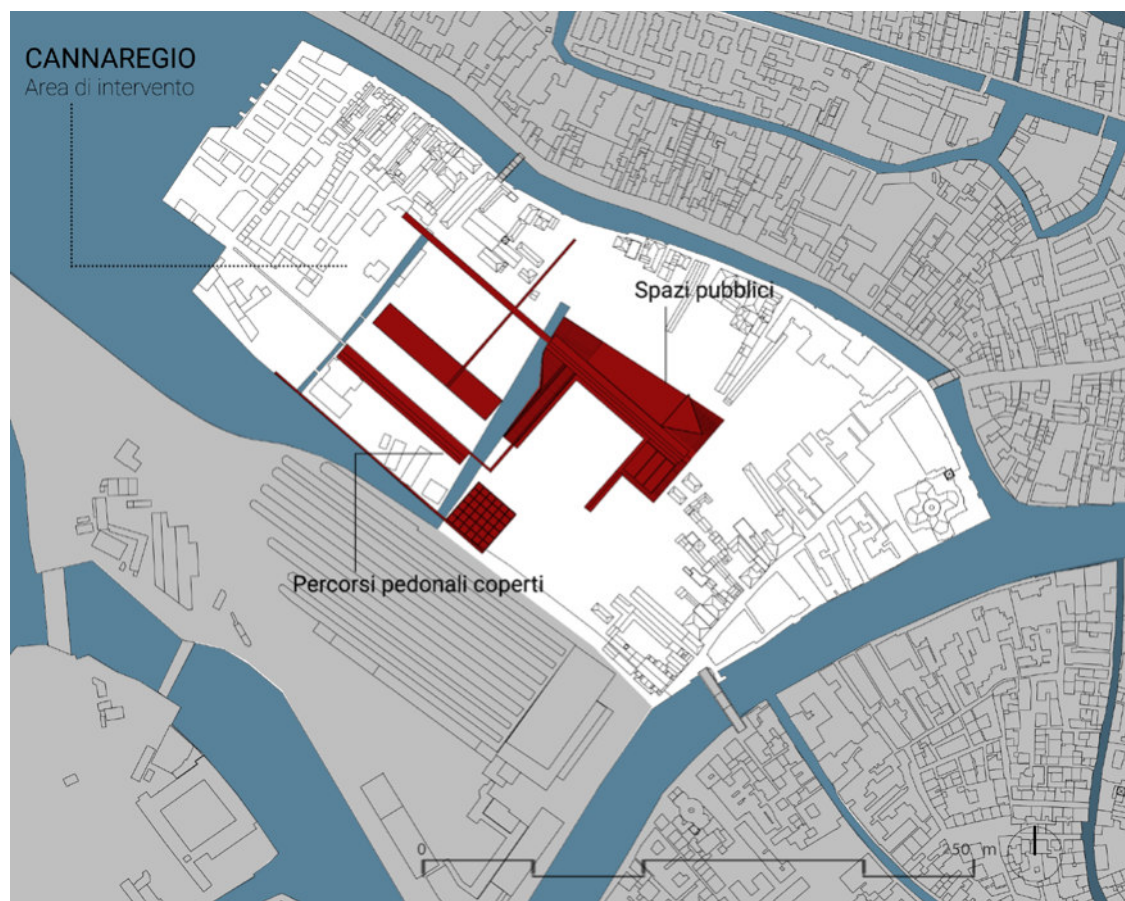 CANNAREGIO
Area di intervento
Spazi pubblici
Percorsi pedonali coperti
0
250 m